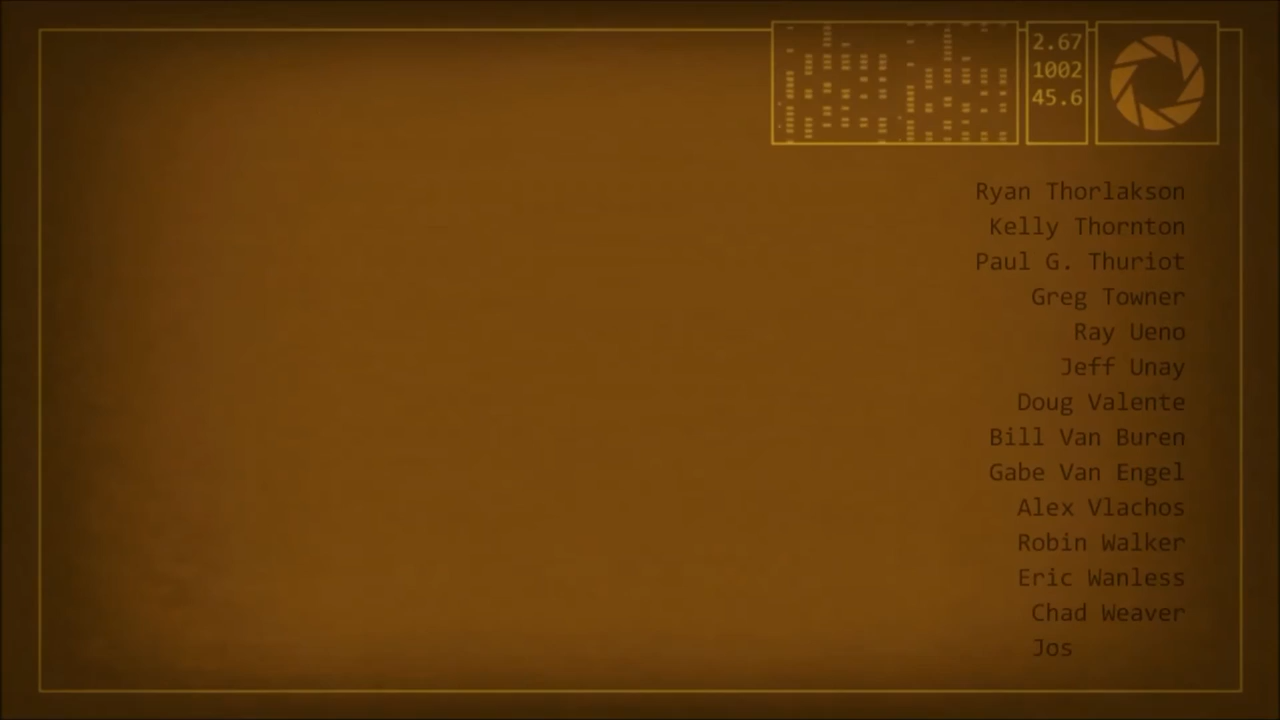 2.67
1002
45.6
Ryan Thorlakson
Kelly Thornton
Paul G. Thuriot
Greg Towner
Ray Ueno
Jeff Unay
Doug Valente
Bill Van Buren
Gabe Van Engel
Alex Vlachos
Robin Walker
Eric Wanless
Chad Weaver
Jos